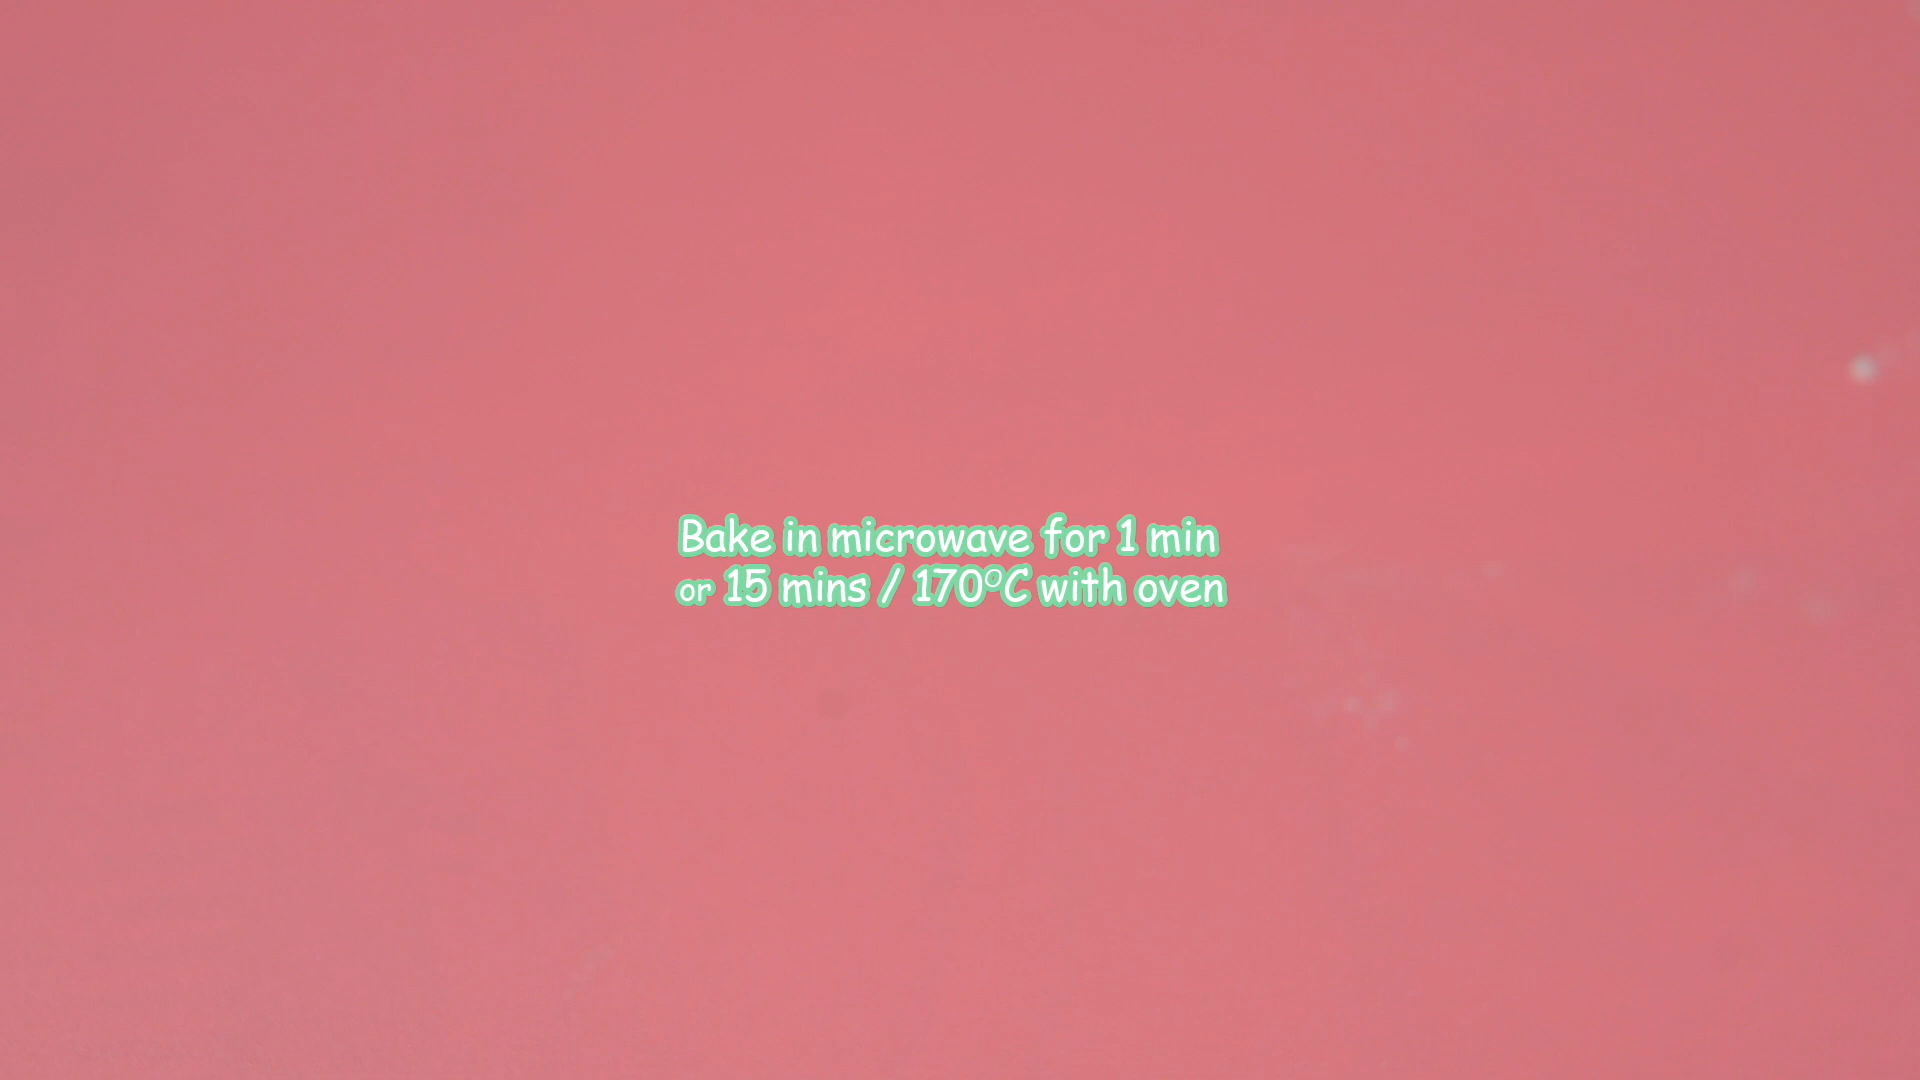 Bake in microwave for 1 min
or 15 mins / 170°C with oven